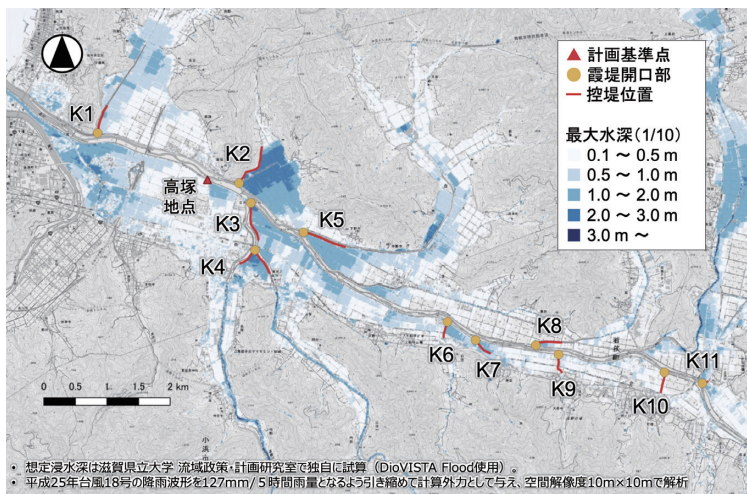 計画基準点
霞堤開口部
控堤位置
最大水深（1/10）
0.1 ～ 0.5 m
0.5 ～ 1.0 m
1.0 ～ 2.0 m
2.0 ～ 3.0 m
3.0 m ～
K1
K2
高塚
地点
K3
K5
K4
K8
K6
K7
K9
K11
K10
0 0.5 1 1.5 2 km
小浜市
• 想定浸水深は滋賀県立大学 流域政策・計画研究室で独自に試算（DioVISTA Flood使用）。
• 平成25年台風18号の降雨波形を127mm/５時間雨量となるよう引き縮めて計算外力として与え、空間解像度10m×10mで解析